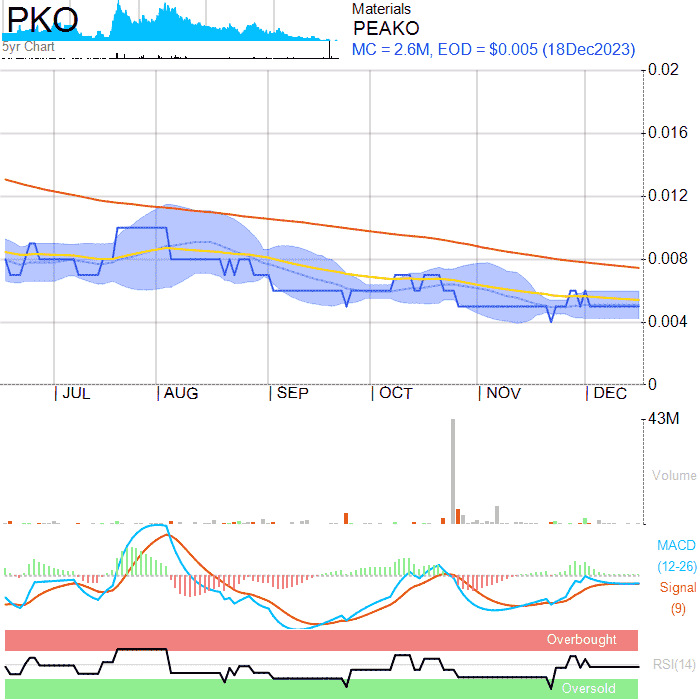 PKO
5yr Chart
Materials
PEAKO
MC = 2.6M, EOD = $0.005 (18Dec2023)
0.02
0.016
0.012
0.008
0.004
0
JUL AUG SEP OCT NOV DEC
43M
Volume
MACD
(12-26)
Signal
(9)
Overbought
RSI(14)
Oversold